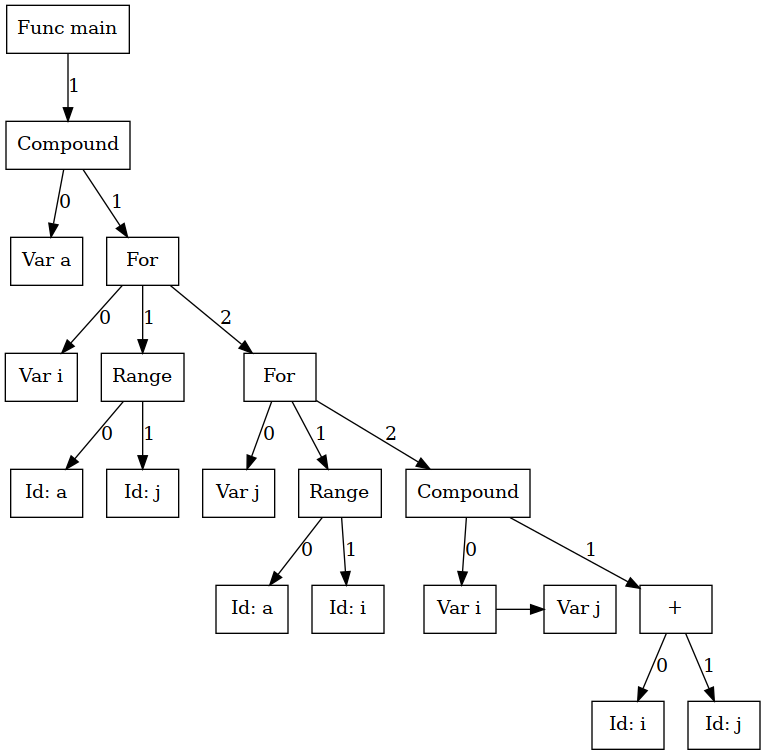 Func main
1
Compound
0 1
Var a For
0 1 2
Var i Range For
0 1 0 1 2
Id: a Id: j Var j Range Compound
0 1 0 1
Id: a Id: i Var i Var j +
0 1
Id: i Id: j